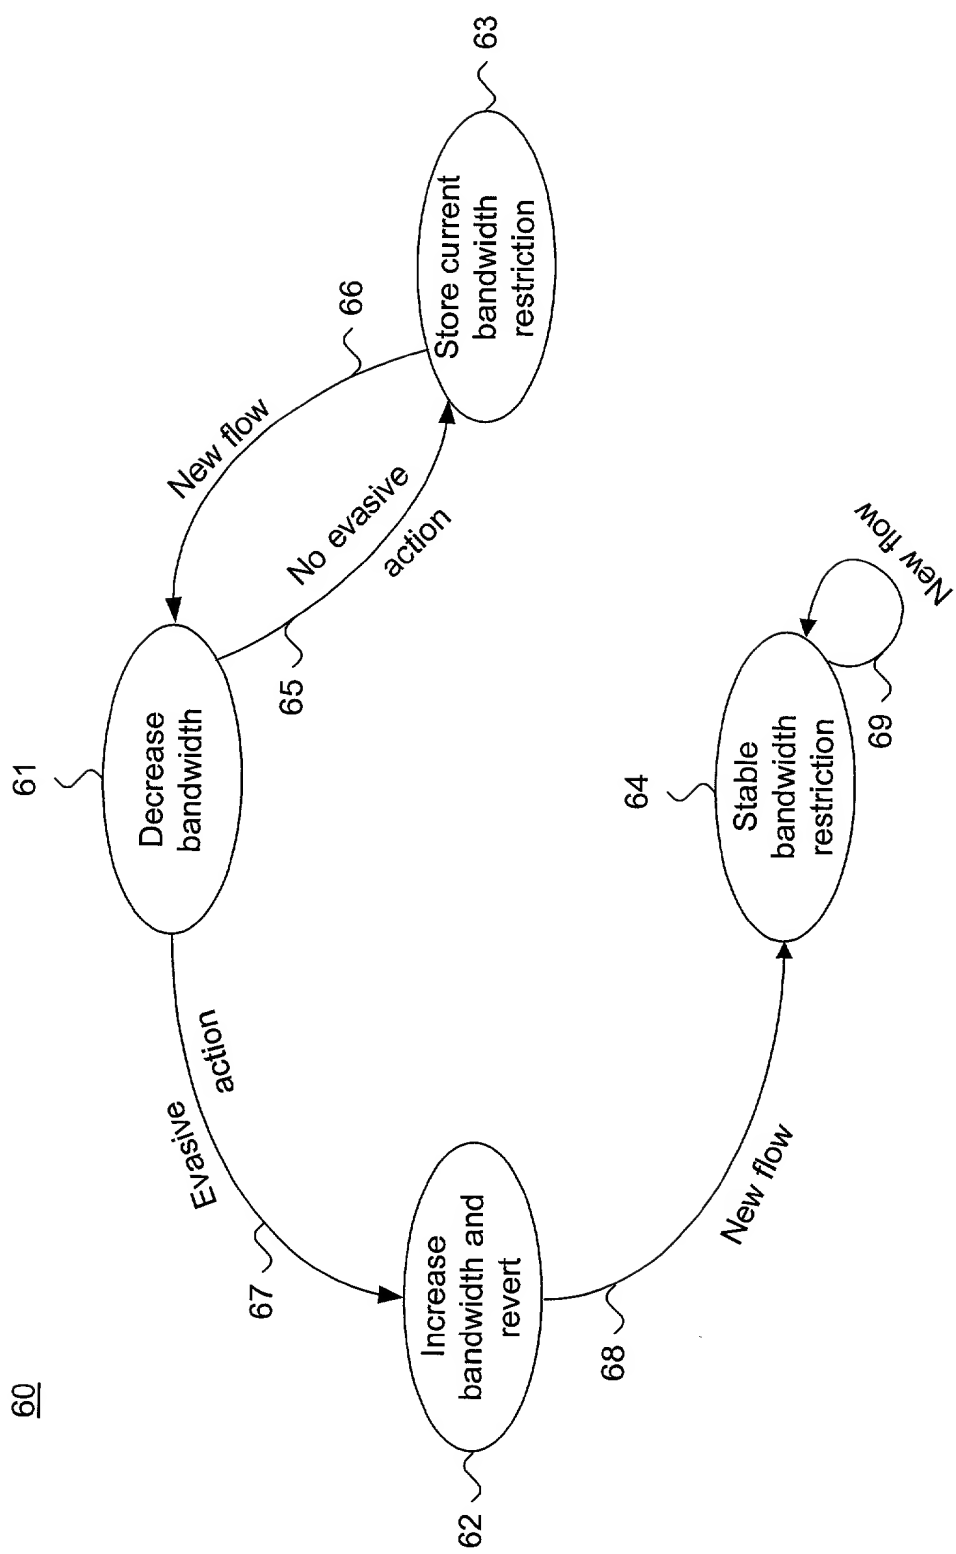 60
61
Decrease
bandwidth
Evasive
action
67
New flow
66
No evasive
action
65
62
Increase
bandwidth and
revert
63
Store current
bandwidth
restriction
68
New flow
64
Stable
bandwidth
restriction
69
New flow